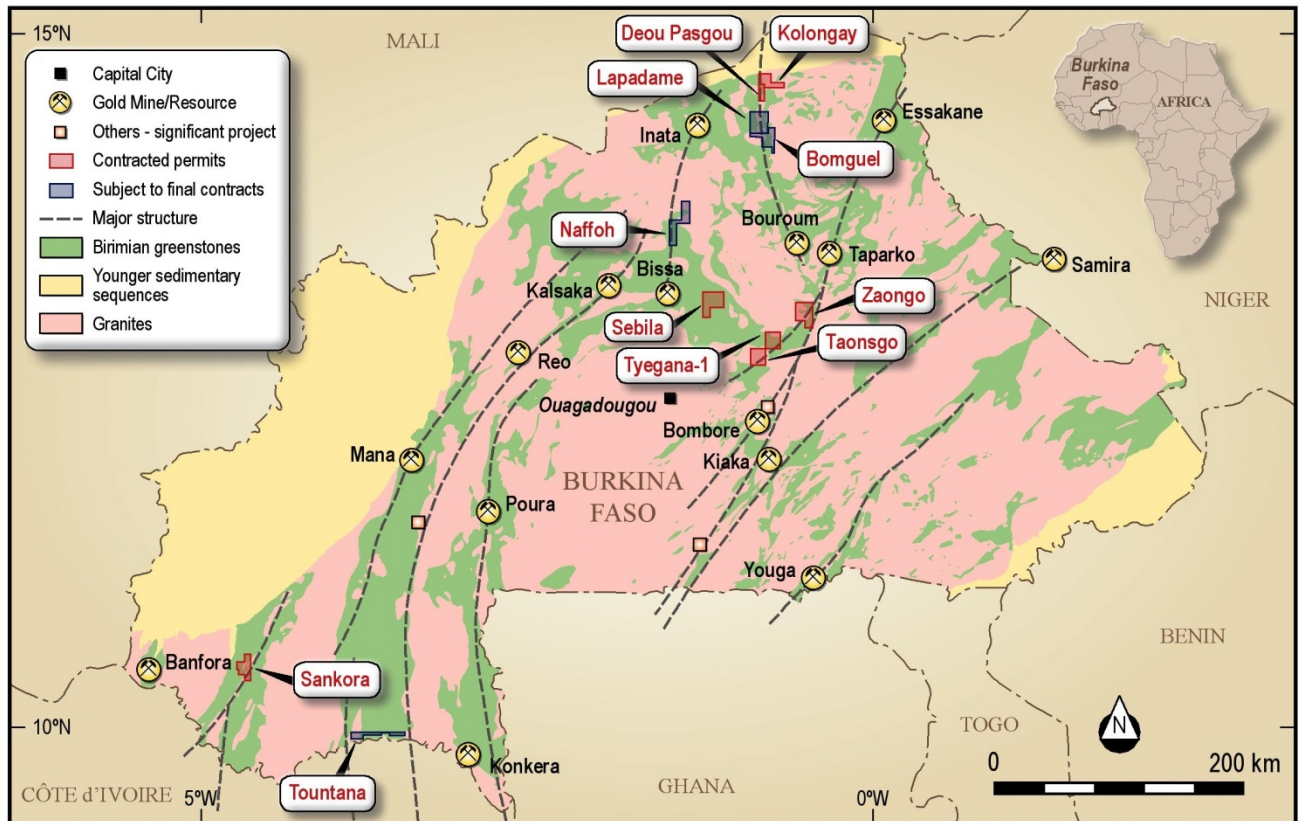 15ºN
MALI
Deou Pasgou
Kolongay
Lapadame
Burkina
Faso
AFRICA
Capital City
Gold Mine/Resource
Others - significant project
Contracted permits
Subject to final contracts
Major structure
Birimian greenstones
Younger sedimentary
sequences
Granites
Inata
Essakane
Bomguel
Naffoh
Bouroum
Taparko
Samira
Bissa
Kalsaka
NIGER
Zaongo
Sebila
Taonsgo
Tyegana-1
Reo
Ouagadougou
Bombore
Mana
Kiaka
BURKINA
FASO
Poura
Youga
BENIN
Banfora
Sankora
10ºN
TOGO
N
Konkera
0
200 km
Tountana
CÔTE d'IVOIRE
5ºW
GHANA
0ºW